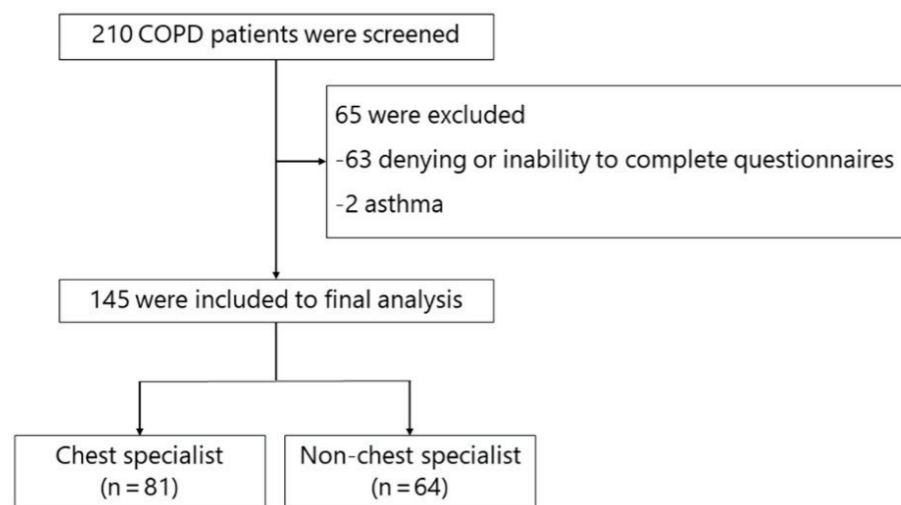 210 COPD patients were screened
65 were excluded
-63 denying or inability to complete questionnaires
-2 asthma
145 were included to final analysis
Chest specialist
(n = 81)
Non-chest specialist
(n = 64)